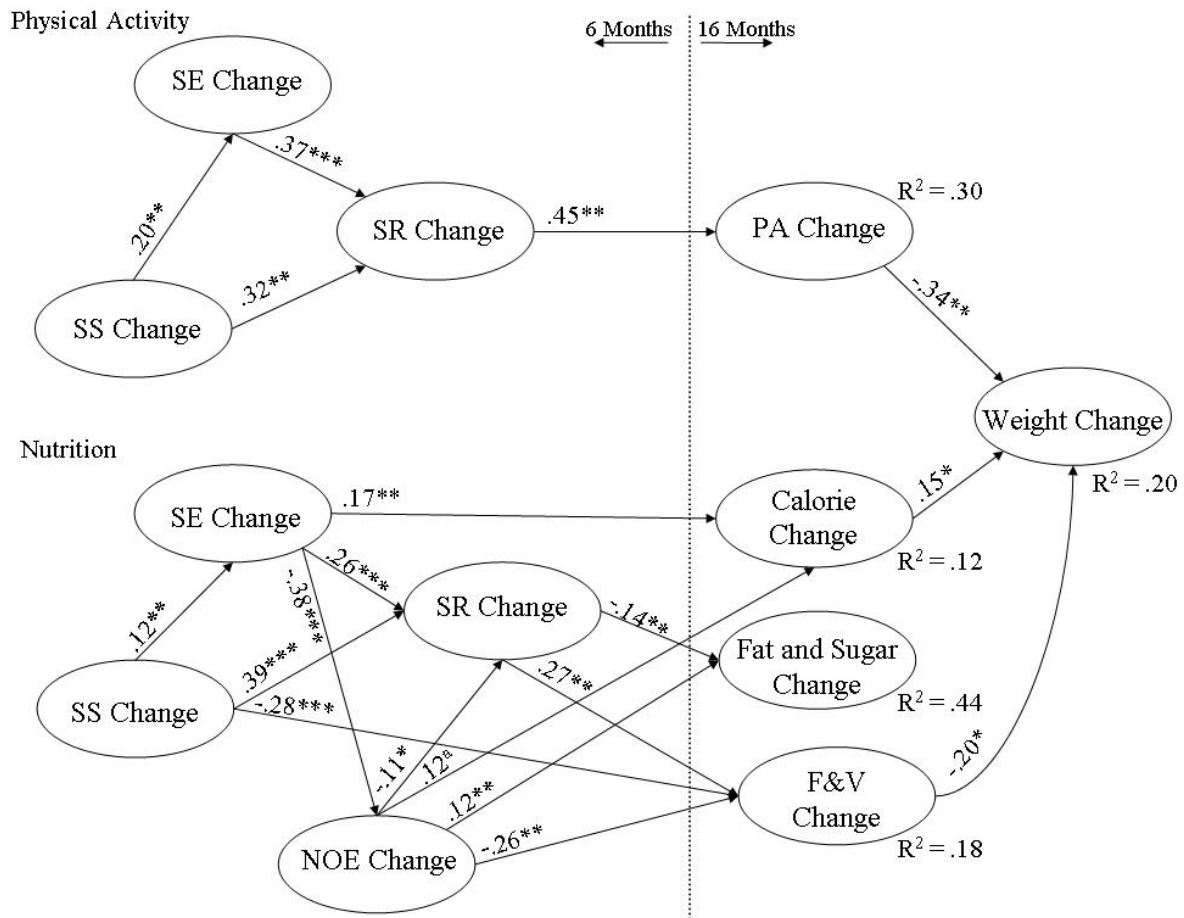 Physical Activity
6 Months
16 Months
SE Change
.37***
.20**
SR Change
.45**
PA Change
R² = .30
.32**
SS Change
-.34**
Weight Change
R² = .20
Nutrition
SE Change
.17**
Calorie
Change
.15*
R² = .12
.26***
-.38***
SR Change
-.14**
.12**
.39***
Fat and Sugar
Change
R² = .44
SS Change
-.28***
.27**
-.11*
.12ª
.12**
-.20*
F&V
Change
R² = .18
NOE Change
-.26**